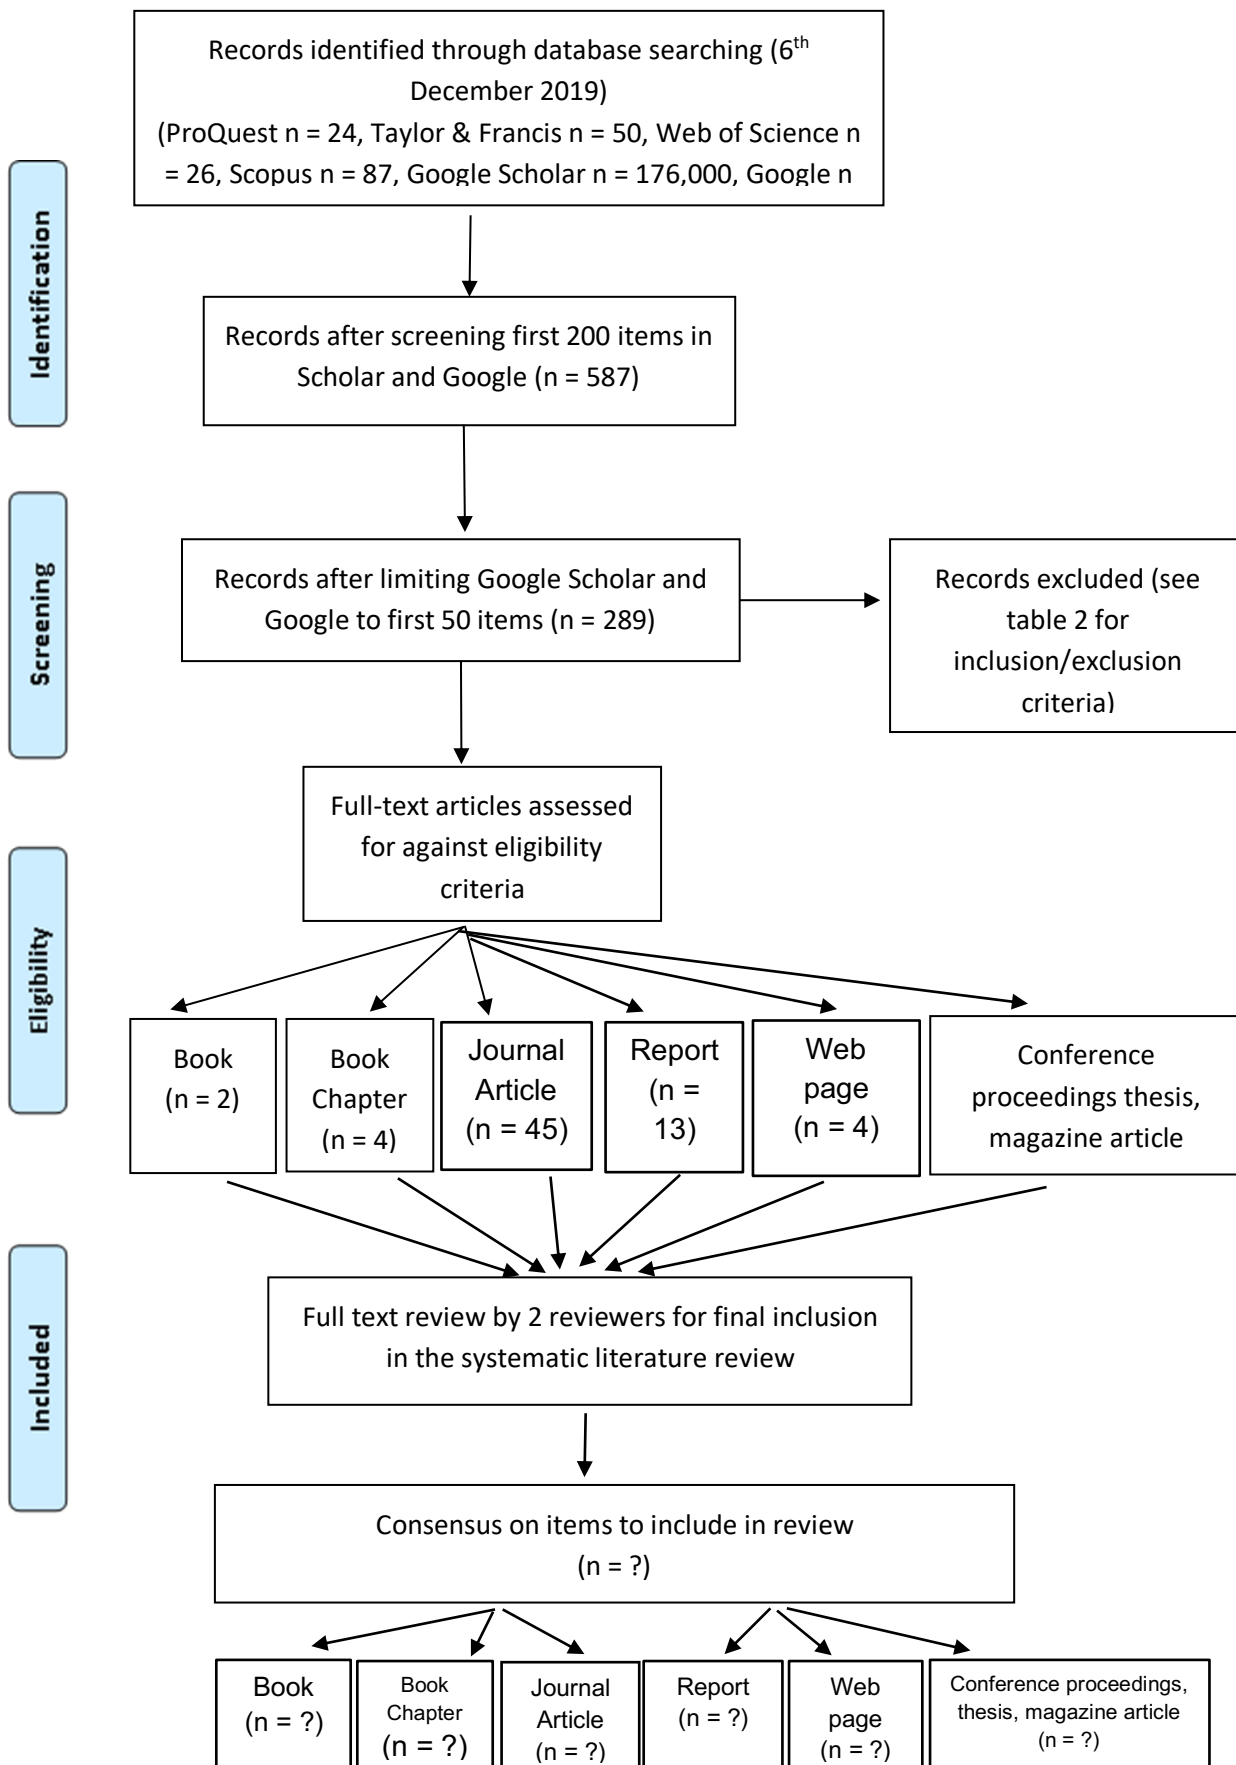 Records identified through database searching (6th
December 2019)
(ProQuest n = 24, Taylor & Francis n = 50, Web of Science n
= 26, Scopus n = 87, Google Scholar n = 176,000, Google n
Identification
Records after screening first 200 items in
Scholar and Google (n = 587)
Screening
Records after limiting Google Scholar and
Google to first 50 items (n = 289)
Records excluded (see
table 2 for
inclusion/exclusion
criteria)
Full-text articles assessed
for against eligibility
criteria
Eligibility
Book
(n = 2)
Book
Chapter
(n = 4)
Journal
Article
(n = 45)
Report
(n =
13)
Web
page
(n = 4)
Conference
proceedings thesis,
magazine article
Included
Full text review by 2 reviewers for final inclusion
in the systematic literature review
Consensus on items to include in review
(n = ?)
Book
(n = ?)
Book
Chapter
(n = ?)
Journal
Article
(n = ?)
Report
(n = ?)
Web
page
(n = ?)
Conference proceedings,
thesis, magazine article
(n = ?)